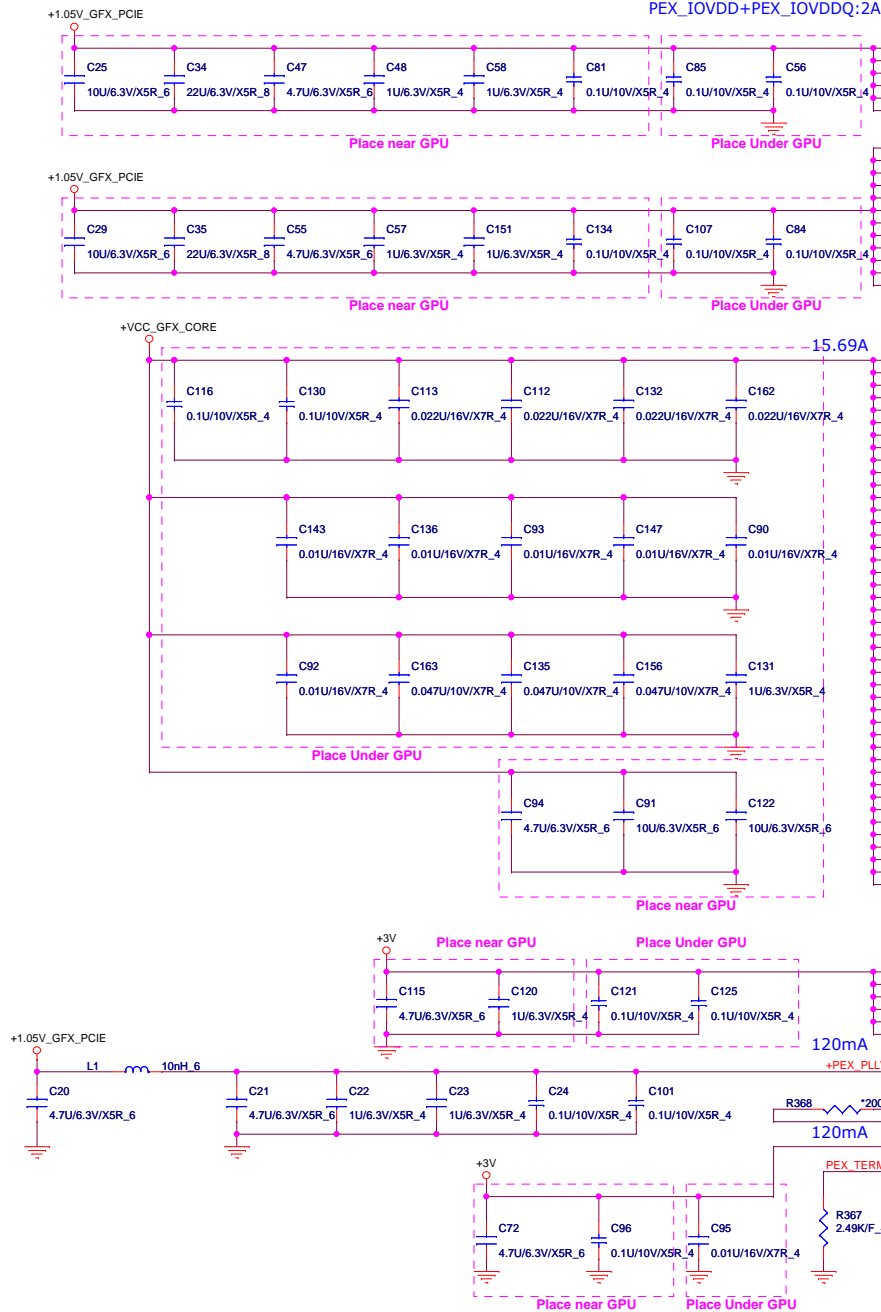 PEX_IOVDD+PEX_IOVDDQ:2A
+1.05V_GFX_PCIE
C25 C34 C47 C48 C58 C81 C85 C56
10U/6.3V/X5R_6 22U/6.3V/X5R_8 4.7U/6.3V/X5R_6 1U/6.3V/X5R_4 1U/6.3V/X5R_4 0.1U/10V/X5R_4 0.1U/10V/X5R_4 0.1U/10V/X5R_4
Place near GPU Place Under GPU
+1.05V_GFX_PCIE
C29 C35 C55 C57 C151 C134 C107 C84
10U/6.3V/X5R_6 22U/6.3V/X5R_8 4.7U/6.3V/X5R_6 1U/6.3V/X5R_4 1U/6.3V/X5R_4 0.1U/10V/X5R_4 0.1U/10V/X5R_4 0.1U/10V/X5R_4
Place near GPU Place Under GPU
+VCC_GFX_CORE
15.69A
C116 C130 C113 C112 C132 C162
0.1U/10V/X5R_4 0.1U/10V/X5R_4 0.022U/16V/X7R_4 0.022U/16V/X7R_4 0.022U/16V/X7R_4 0.022U/16V/X7R_4
C143 C136 C93 C147 C90
0.01U/16V/X7R_4 0.01U/16V/X7R_4 0.01U/16V/X7R_4 0.01U/16V/X7R_4 0.01U/16V/X7R_4
C92 C163 C135 C156 C131
0.01U/16V/X7R_4 0.047U/10V/X7R_4 0.047U/10V/X7R_4 0.047U/10V/X7R_4 1U/6.3V/X5R_4
Place Under GPU
C94 C91 C122
4.7U/6.3V/X5R_6 10U/6.3V/X5R_6 10U/6.3V/X5R_6
Place near GPU
+3V Place near GPU Place Under GPU
C115 C120 C121 C125
4.7U/6.3V/X5R_6 1U/6.3V/X5R_4 0.1U/10V/X5R_4 0.1U/10V/X5R_4
+1.05V_GFX_PCIE 120mA
L1 10nH_6 +PEX_PLL
C20 C21 C22 C23 C24 C101
4.7U/6.3V/X5R_6 4.7U/6.3V/X5R_6 1U/6.3V/X5R_4 1U/6.3V/X5R_4 0.1U/10V/X5R_4 0.1U/10V/X5R_4
R368 *200
120mA
+3V PEX_TERM
C72 C96 C95
4.7U/6.3V/X5R_6 0.1U/10V/X5R_4 0.01U/16V/X7R_4
R367
2.49K/F_
Place near GPU Place Under GPU